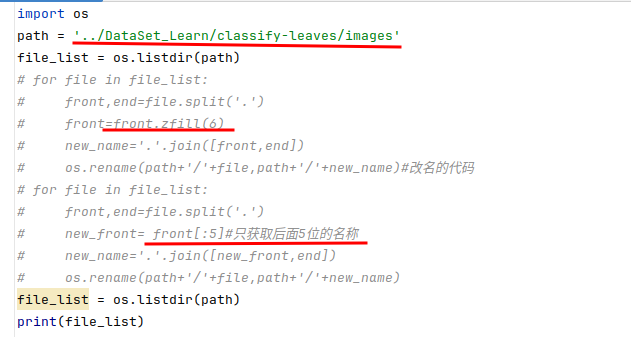 import os
path = '../DataSet_Learn/classify-leaves/images'
file_list = os.listdir(path)
# for file in file_list:
#     front,end=file.split('.')
#     front=front.zfill(6)
#     new_name='.'.join([front,end])
#     os.rename(path+'/'+file,path+'/'+new_name)#改名的代码
# for file in file_list:
#     front,end=file.split('.')
#     new_front= front[:5]#只获取后面5位的名称
#     new_name='.'.join([new_front,end])
#     os.rename(path+'/'+file,path+'/'+new_name)
file_list = os.listdir(path)
print(file_list)